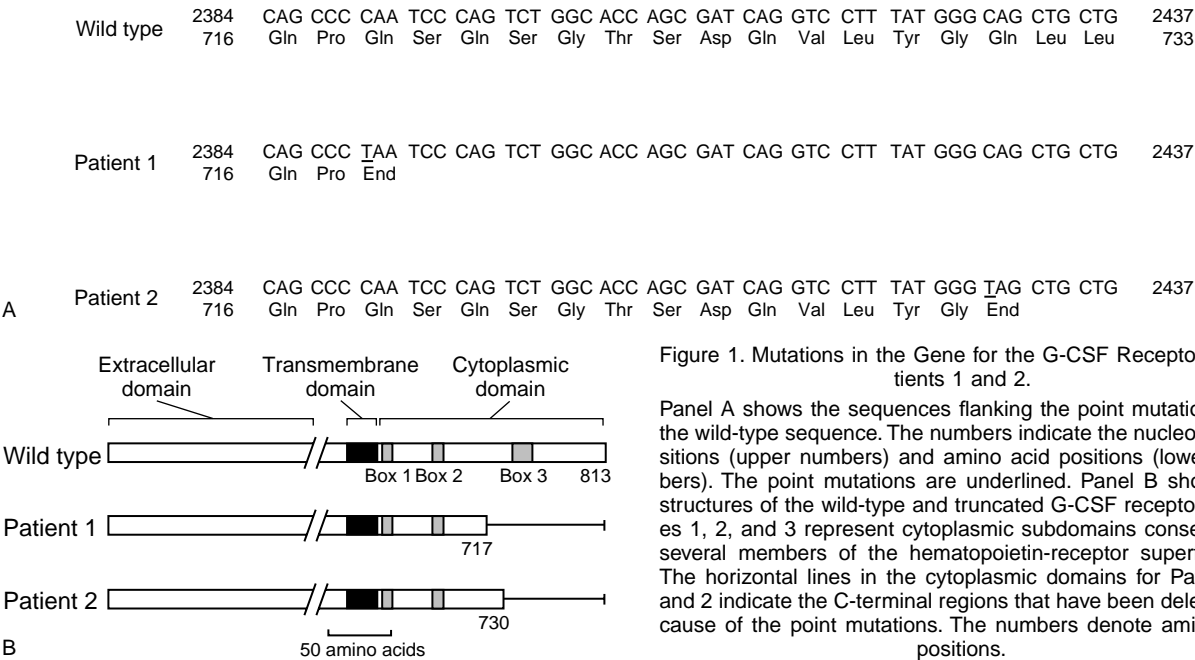 Wild type
2384 CAG CCC CAA TCC CAG TCT GGC ACC AGC GAT CAG GTC CTT TAT GGG CAG CTG CTG 2437
716 Gln Pro Gln Ser Gln Ser Gly Thr Ser Asp Gln Val Leu Tyr Gly Gln Leu Leu 733
Patient 1
2384 CAG CCC TAA TCC CAG TCT GGC ACC AGC GAT CAG GTC CTT TAT GGG CAG CTG CTG 2437
716 Gln Pro End
Patient 2
2384 CAG CCC CAA TCC CAG TCT GGC ACC AGC GAT CAG GTC CTT TAT GGG TAG CTG CTG 2437
716 Gln Pro Gln Ser Gln Ser Gly Thr Ser Asp Gln Val Leu Tyr Gly End
A
Extracellular domain
Transmembrane domain
Cytoplasmic domain
Wild type
Box 1 Box 2 Box 3 813
Patient 1
717
Patient 2
730
50 amino acids
B
Figure 1. Mutations in the Gene for the G-CSF Recepto
tients 1 and 2.
Panel A shows the sequences flanking the point mutatic
the wild-type sequence. The numbers indicate the nucleo
sitions (upper numbers) and amino acid positions (lowe
bers). The point mutations are underlined. Panel B sho
structures of the wild-type and truncated G-CSF recepto
es 1, 2, and 3 represent cytoplasmic subdomains conse
several members of the hematopoietin-receptor super
The horizontal lines in the cytoplasmic domains for Pa
and 2 indicate the C-terminal regions that have been dele
cause of the point mutations. The numbers denote ami
positions.